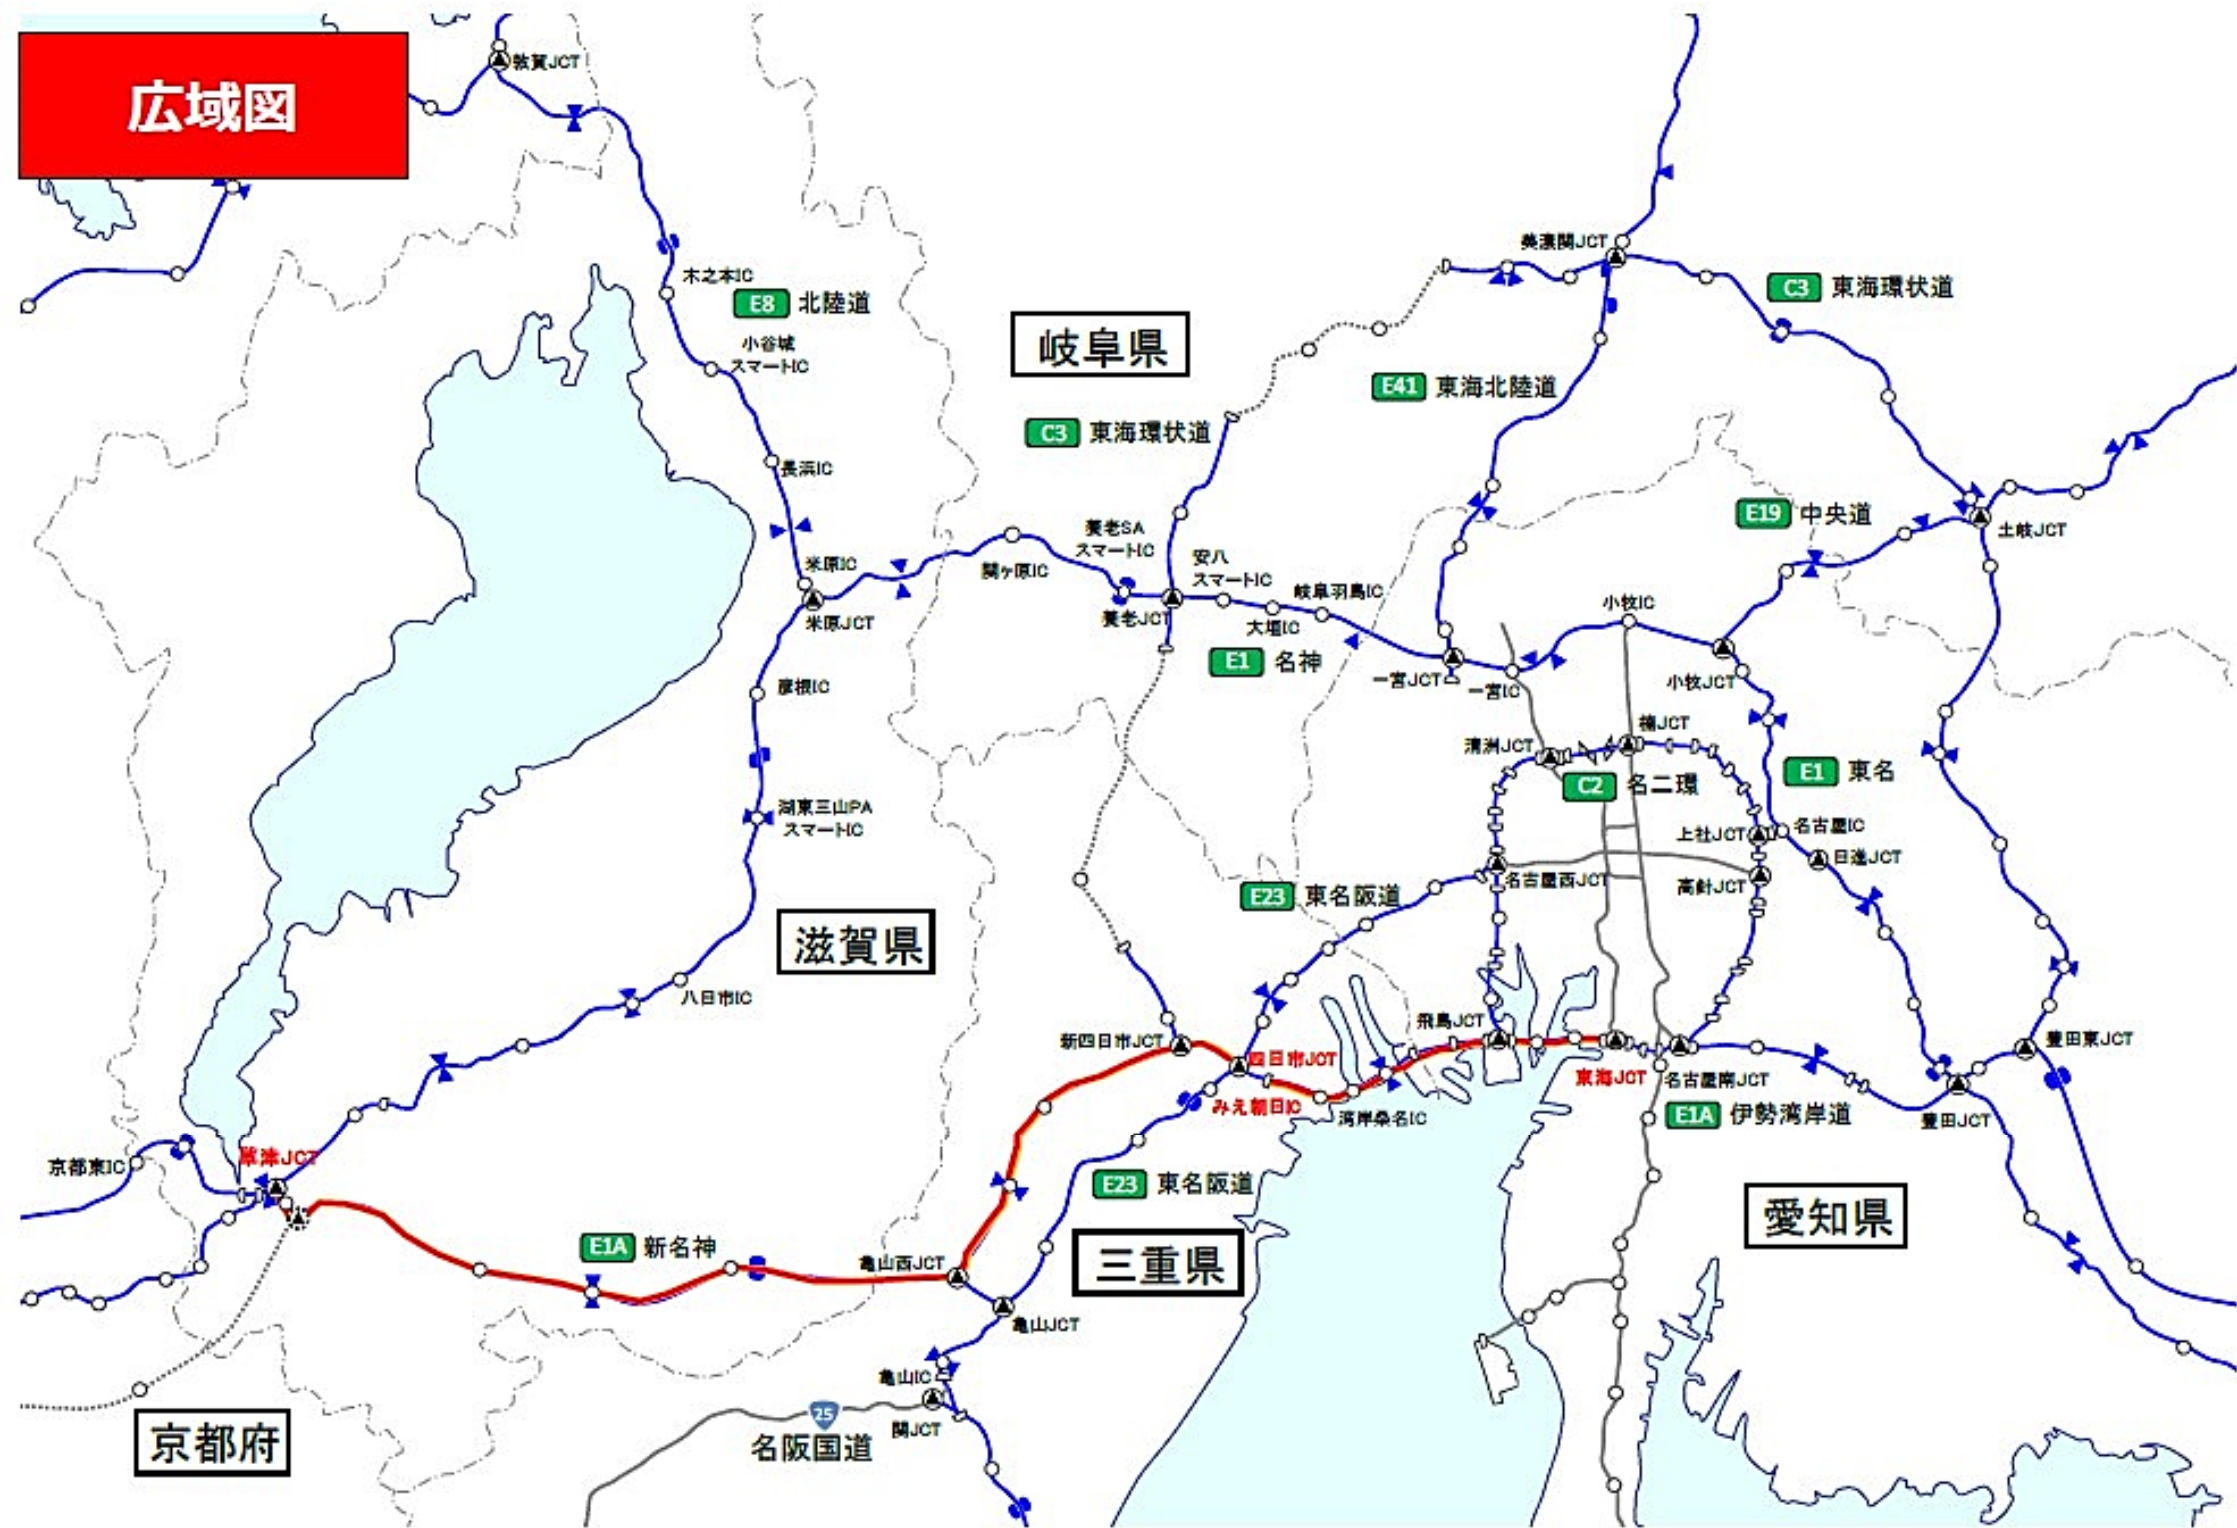 広域図
敦賀JCT
木之本IC
E8 北陸道
小谷城
スマートIC
長浜IC
米原IC
米原JCT
彦根IC
湖東三山PA
スマートIC
八日市IC
滋賀県
岐阜県
C3 東海環状道
関ヶ原IC
養老SA
スマートIC
養老JCT
安八
スマートIC
大垣IC
岐阜羽島IC
E1 名神
一宮JCT
一宮IC
美濃関JCT
C3 東海環状道
E41 東海北陸道
E19 中央道
土岐JCT
小牧IC
小牧JCT
楠JCT
清洲JCT
C2 名二環
E1 東名
上社JCT
名古屋IC
日進JCT
高針JCT
名古屋西JCT
E23 東名阪道
飛島JCT
新四日市JCT
四日市JCT
みえ朝日IC
湾岸桑名IC
東海JCT
名古屋南JCT
E1A 伊勢湾岸道
豊田東JCT
豊田JCT
愛知県
京都東IC
草津JCT
E1A 新名神
亀山西JCT
亀山JCT
E23 東名阪道
三重県
亀山IC
関JCT
25
名阪国道
京都府